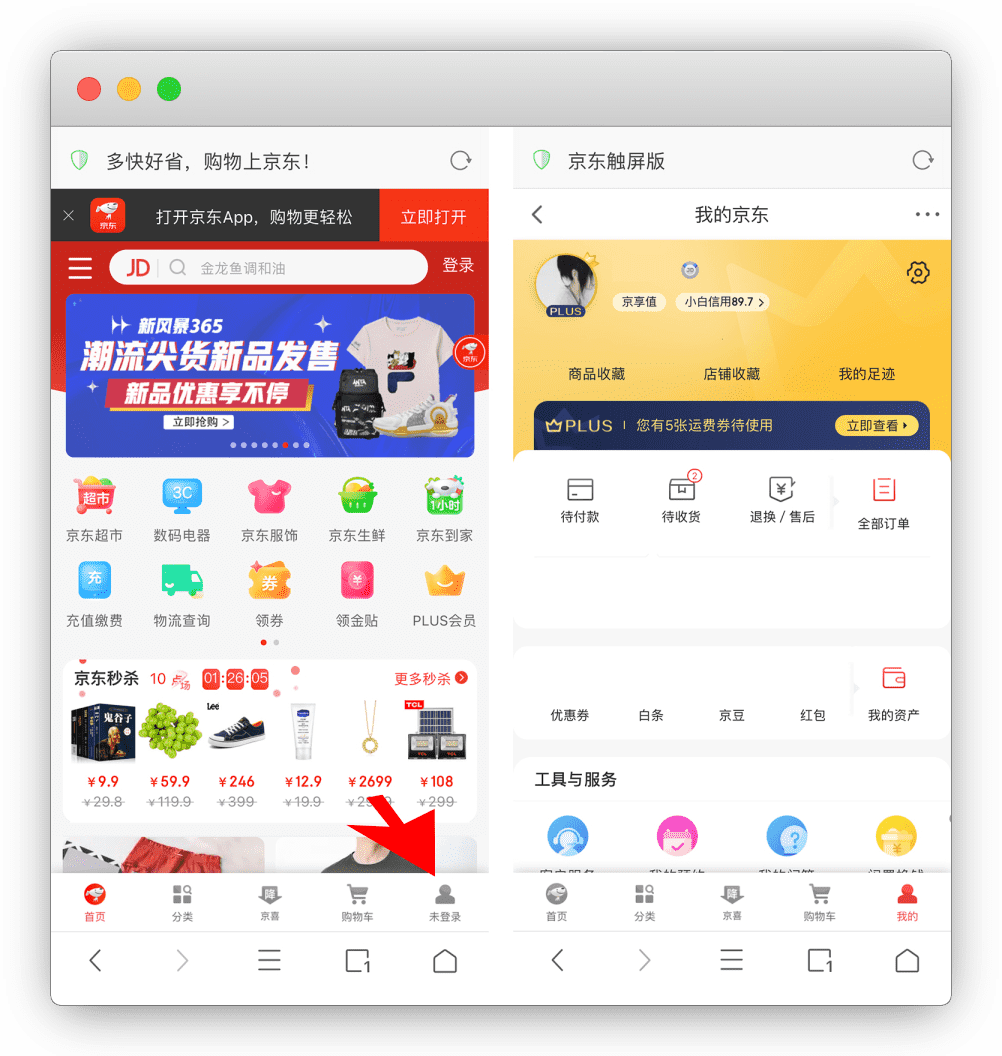 多快好省，购物上京东！
京东
打开京东App，购物更轻松
立即打开
JD
金龙鱼调和油
登录
新风暴365
潮流尖货新品发售
新品优惠享不停
立即抢购 >
ANTA
京东
超市
3C
1小时
京东超市
数码电器
京东服饰
京东生鲜
京东到家
充
券
¥
充值缴费
物流查询
领券
领金贴
PLUS会员
京东秒杀
10 点场
01:26:05
更多秒杀
鬼谷子
Lee
TCL
¥9.9
¥59.9
¥246
¥12.9
¥2699
¥108
¥29.8
¥119.9
¥399
¥19.9
¥299
降
首页
分类
京喜
购物车
未登录
1
京东触屏版
我的京东
PLUS
JD
京享值
小白信用89.7 >
商品收藏
店铺收藏
我的足迹
PLUS
您有5张运费券待使用
立即查看
2
¥
待付款
待收货
退换 / 售后
全部订单
优惠券
白条
京豆
红包
我的资产
工具与服务
?
¥
降
首页
分类
京喜
购物车
我的
1